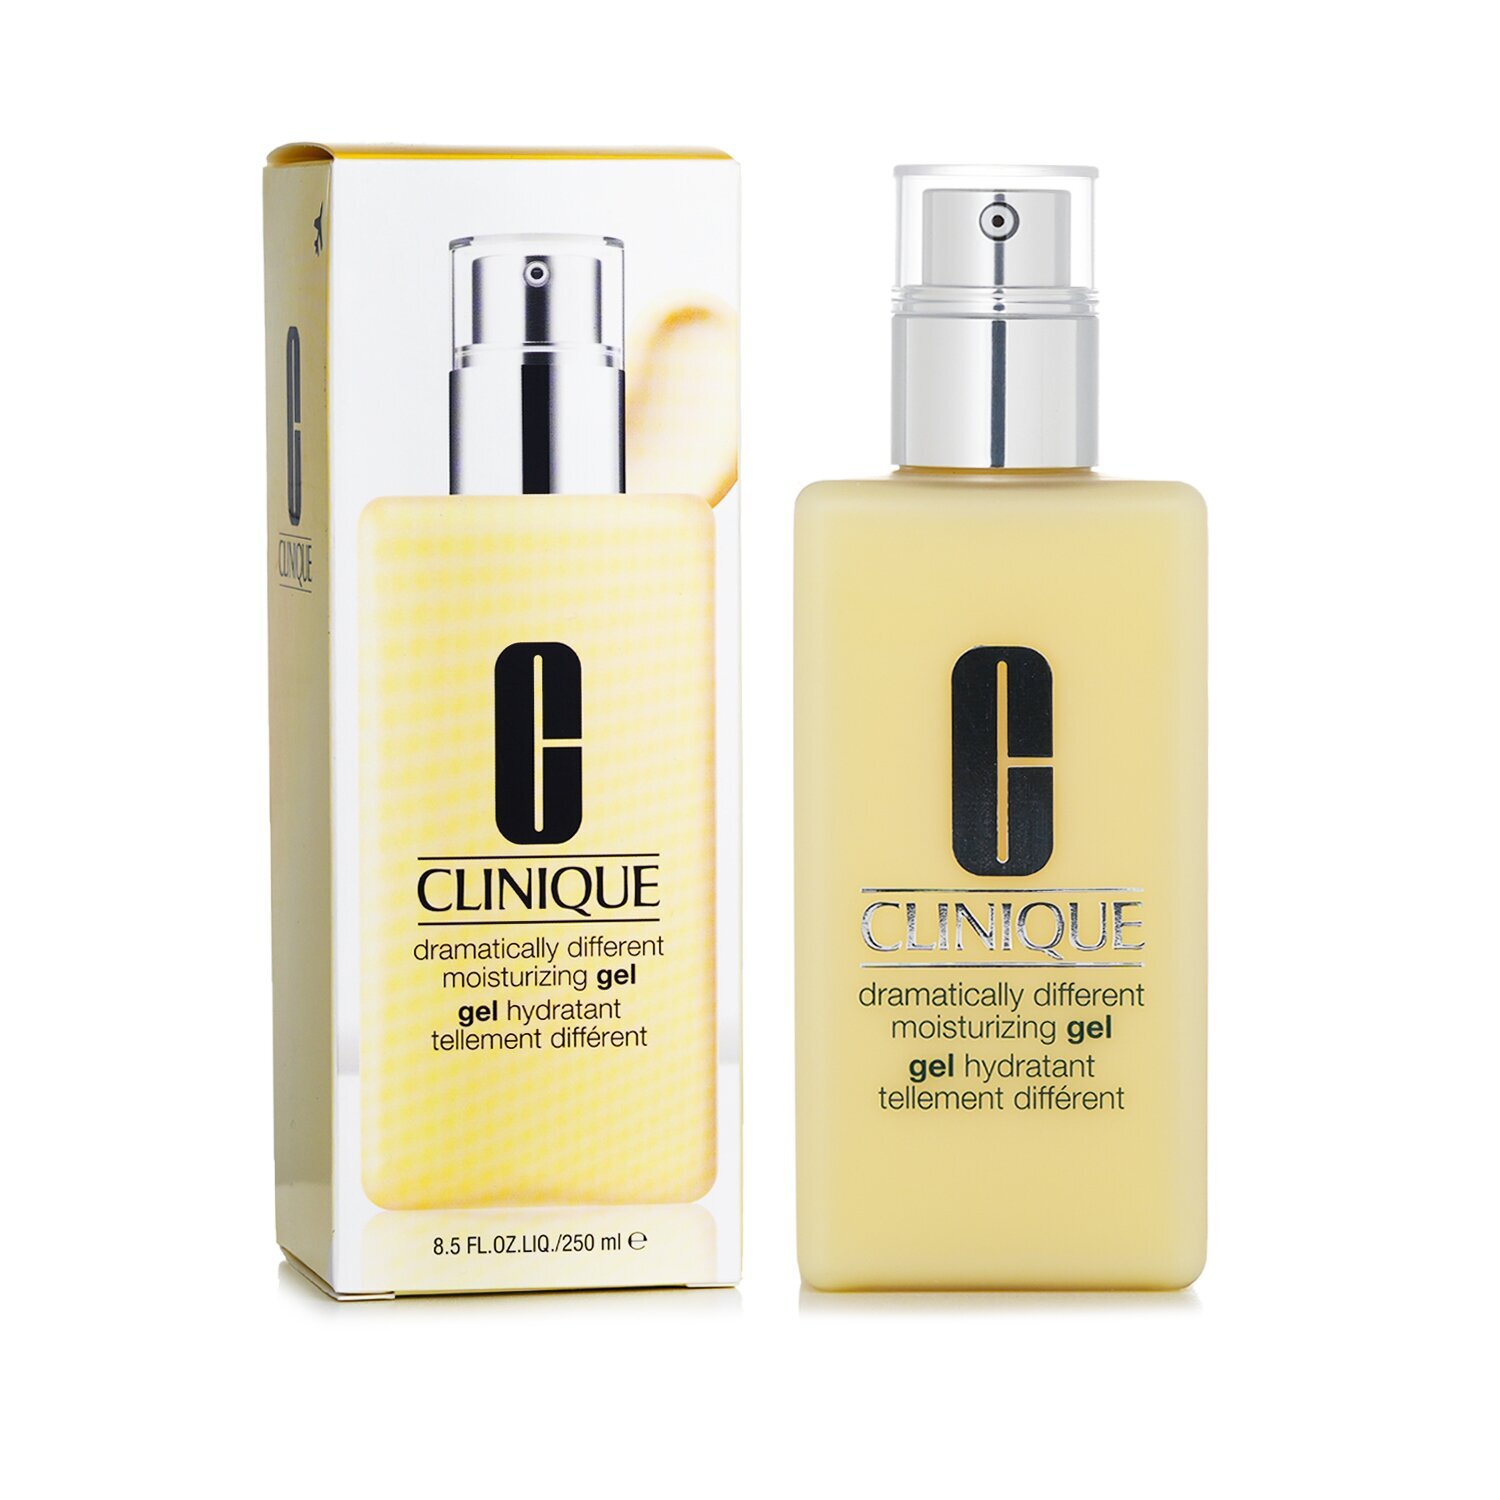 C
CLINIQUE
C
CLINIQUE
dramatically different
moisturizing gel
gel hydratant
tellement différent
8.5 FL.OZ.LIQ./250 ml ℮
C
CLINIQUE
dramatically different
moisturizing gel
gel hydratant
tellement différent